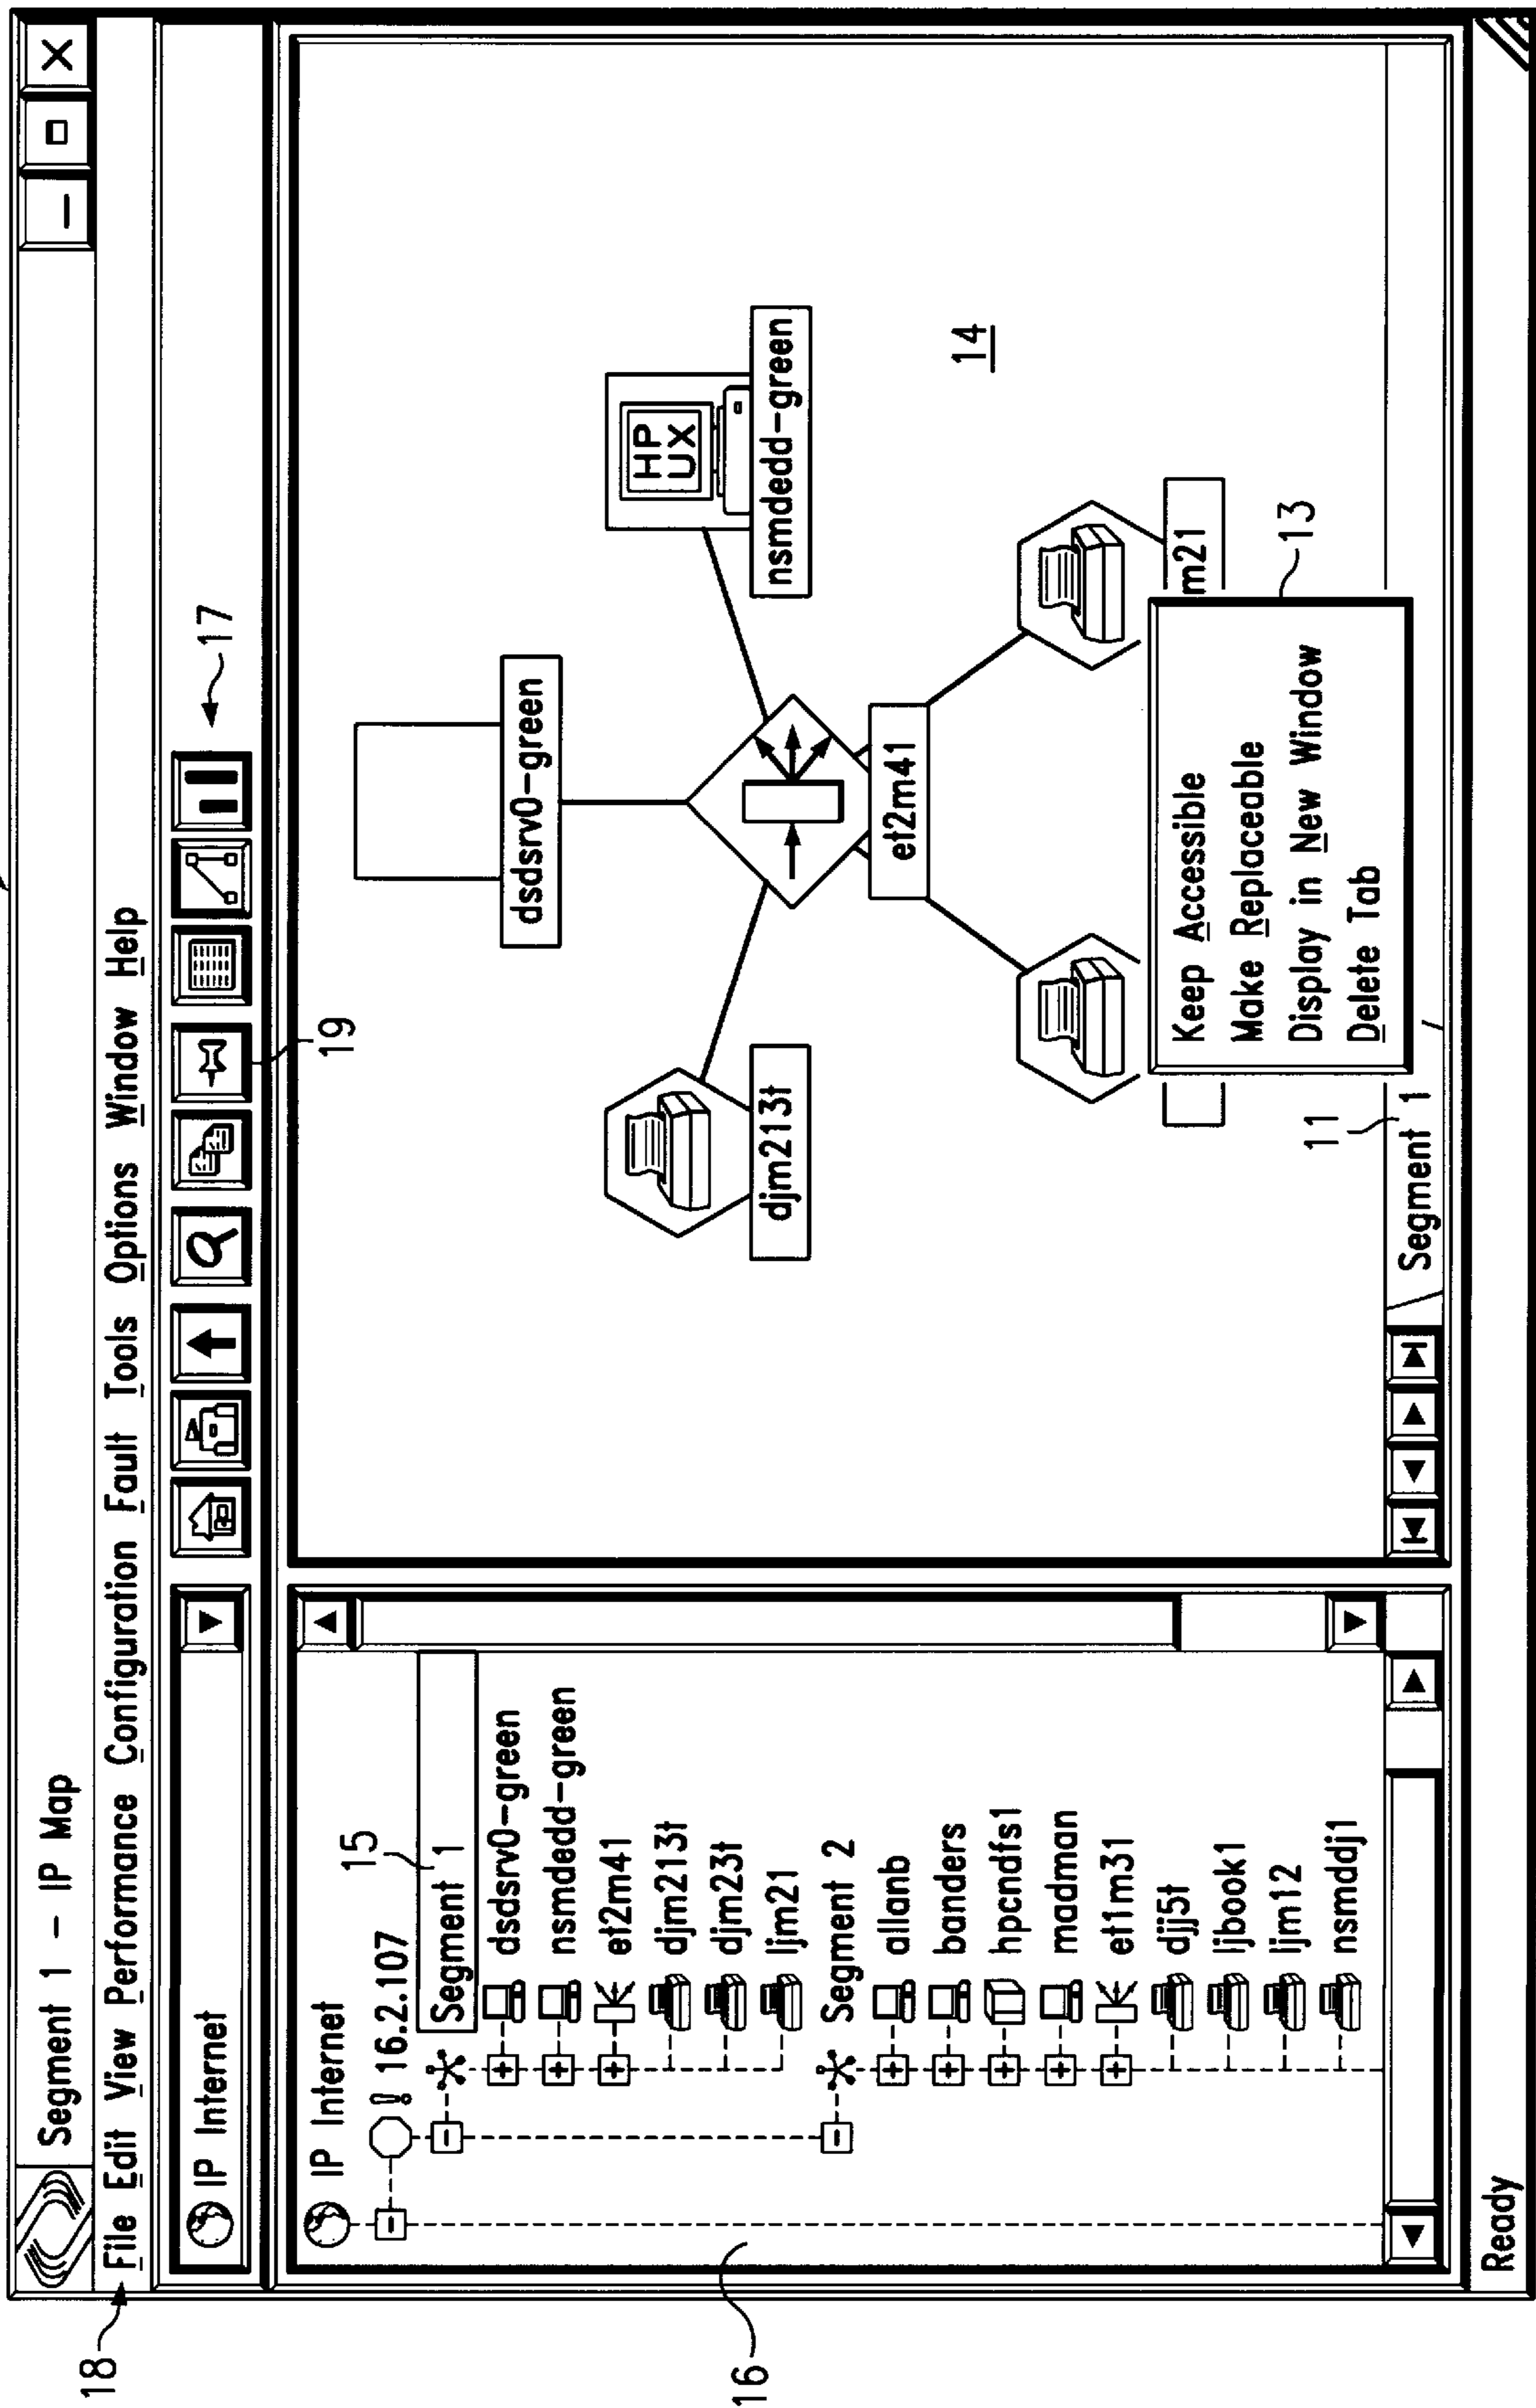 Segment 1 - IP Map
18
File Edit View Performance Configuration Fault Tools Options Window Help
IP Internet
17
19
IP Internet
16.2.107
15
Segment 1
dsdsrv0-green
nsmdedd-green
et2m41
djm213t
djm23t
ljm21
Segment 2
allanb
banders
hpcndfs1
madman
et1m31
djj5t
ljbook1
ljm12
nsmddj1
16
dsdsrv0-green
HP
UX
nsmdedd-green
djm213t
et2m41
14
m21
13
Keep Accessible
Make Replaceable
Display in New Window
Delete Tab
11
Segment 1
Ready